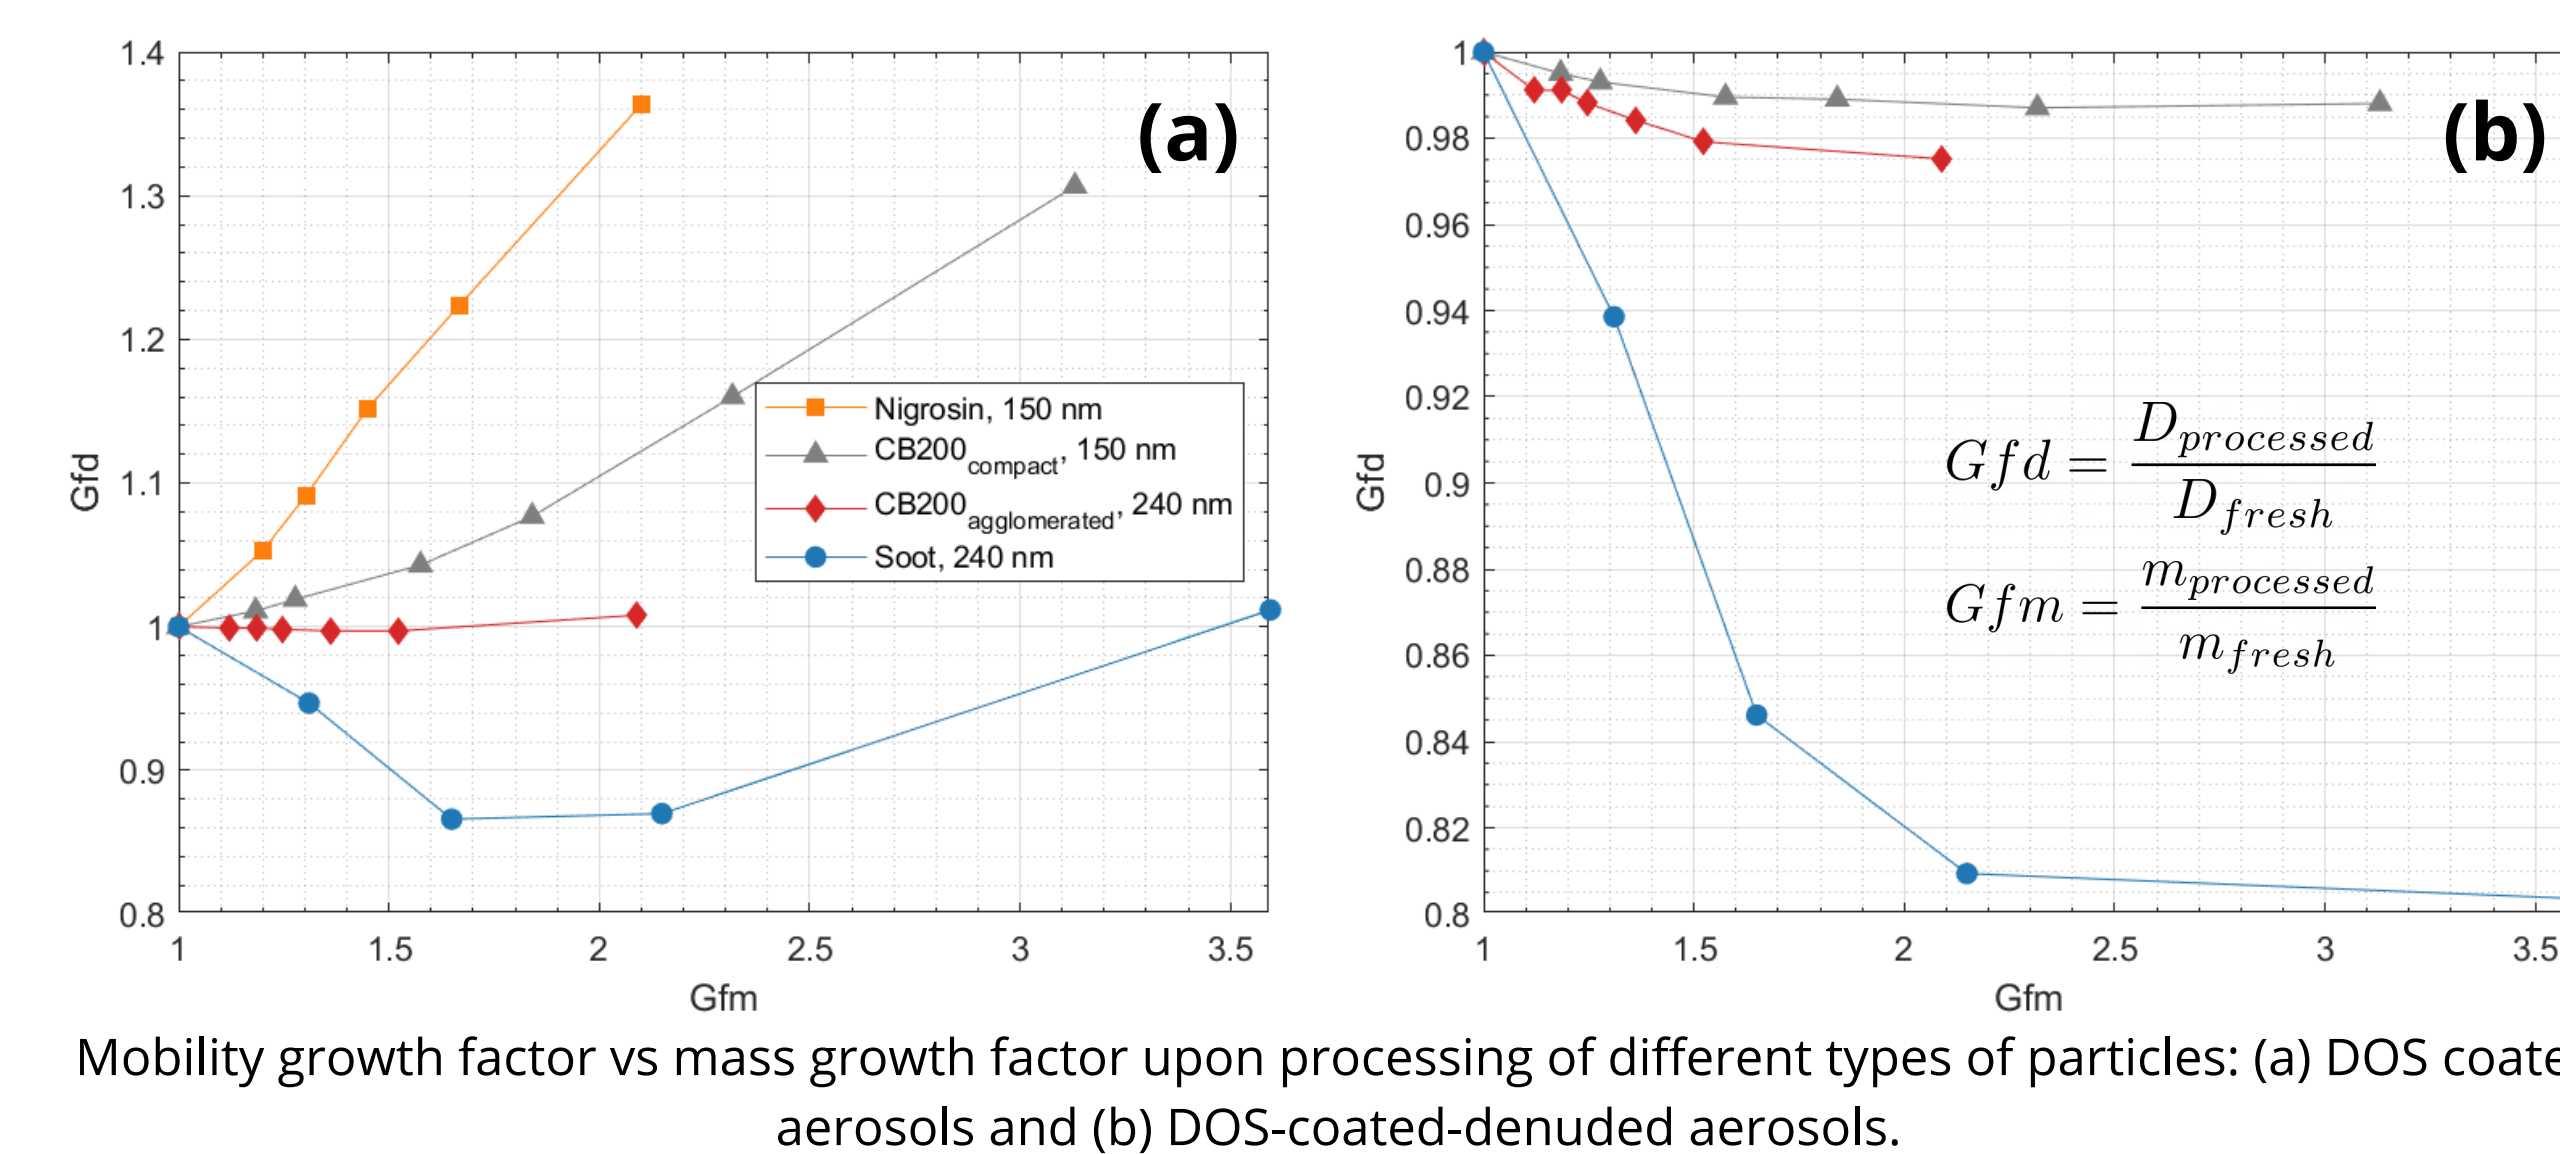 1.4
1.3
1.2
1.1
1
0.9
0.8
Gfd
1
1.5
2
2.5
3
3.5
Gfm
(a)
Nigrosin, 150 nm
CB200compact, 150 nm
CB200agglomerated, 240 nm
Soot, 240 nm
1
0.98
0.96
0.94
0.92
0.9
0.88
0.86
0.84
0.82
0.8
Gfd
1
1.5
2
2.5
3
3.5
Gfm
(b)
Gfd = Dprocessed / Dfresh
Gfm = mprocessed / mfresh
Mobility growth factor vs mass growth factor upon processing of different types of particles: (a) DOS coate
aerosols and (b) DOS-coated-denuded aerosols.